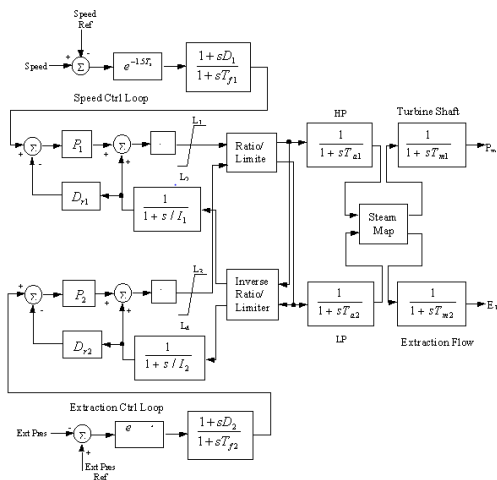 Speed
Ref
Speed
+
-
Σ
e^{-1.5T_s}
1+sD_1
1+sT_{f1}
Speed Ctrl Loop
HP
Turbine Shaft
L_1
+
Σ
-
P_1
+
Σ
+
Ratio/
Limite
1
1+sT_{a1}
1
1+sT_{m1}
L_2
D_{r1}
1
1+s/I_1
Steam
Map
+
Σ
-
P_2
+
Σ
+
L_3
Inverse
Ratio/
Limiter
1
1+sT_{a2}
1
1+sT_{m2}
L_4
LP
Extraction Flow
D_{r2}
1
1+s/I_2
Extraction Ctrl Loop
Ext Pres
-
Σ
+
e
1+sD_2
1+sT_{f2}
Ext Pres
Ref